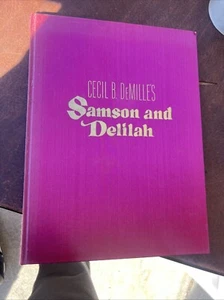 CECIL B. DEMILLE'S
Samson and
Delilah